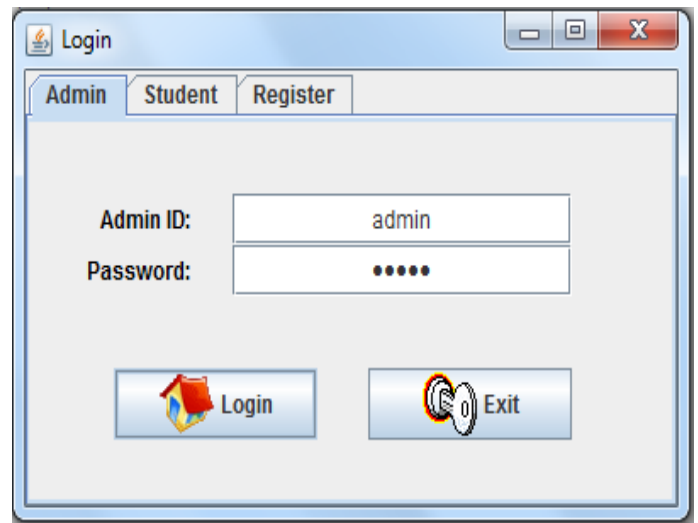 Login
Admin Student Register
Admin ID: admin
Password: •••••
Login Exit